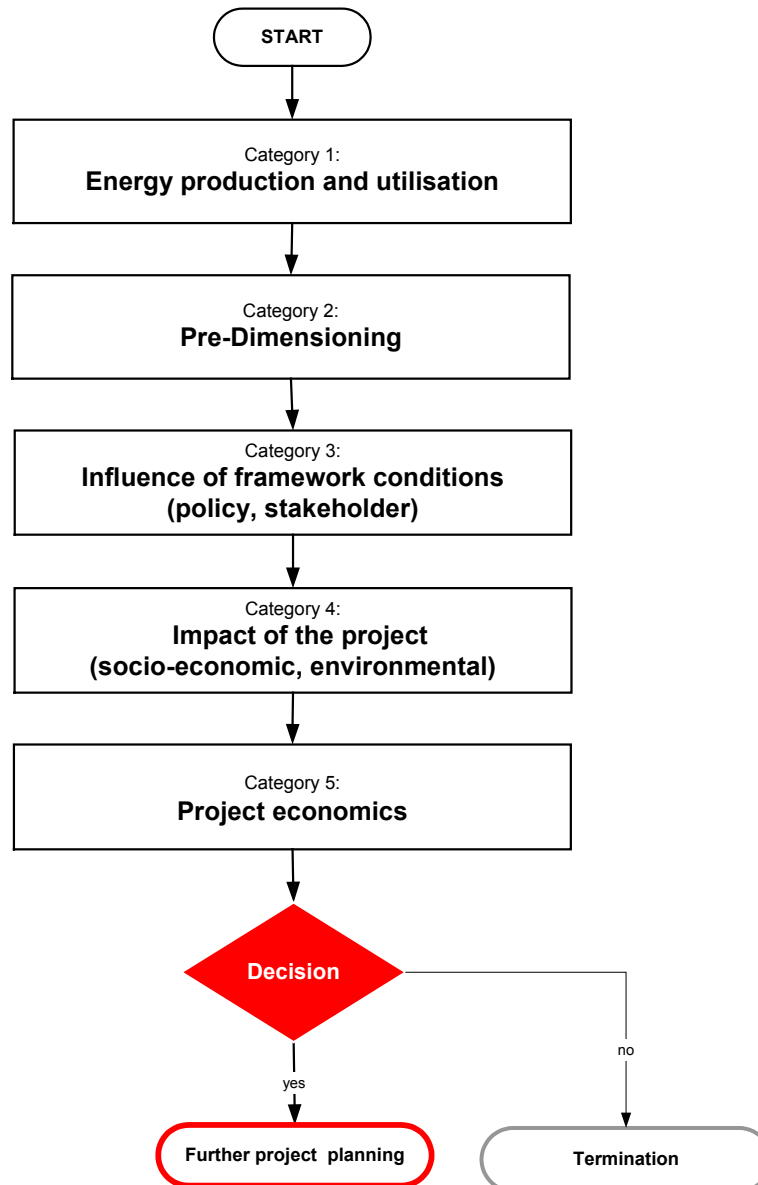 START
Category 1:
Energy production and utilisation
Category 2:
Pre-Dimensioning
Category 3:
Influence of framework conditions
(policy, stakeholder)
Category 4:
Impact of the project
(socio-economic, environmental)
Category 5:
Project economics
Decision
no
yes
Further project planning
Termination